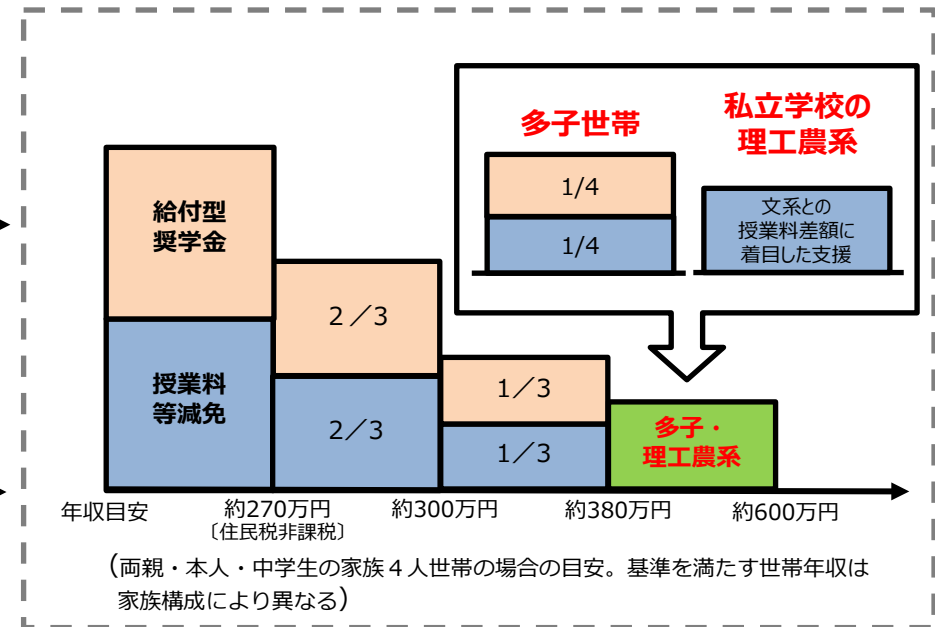 多子世帯
私立学校の
理工農系
1/4
1/4
文系との
授業料差額に
着目した支援
給付型
奨学金
授業料
等減免
2/3
2/3
1/3
1/3
多子・
理工農系
年収目安
約270万円
〔住民税非課税〕
約300万円
約380万円
約600万円
(両親・本人・中学生の家族4人世帯の場合の目安。基準を満たす世帯年収は
家族構成により異なる)